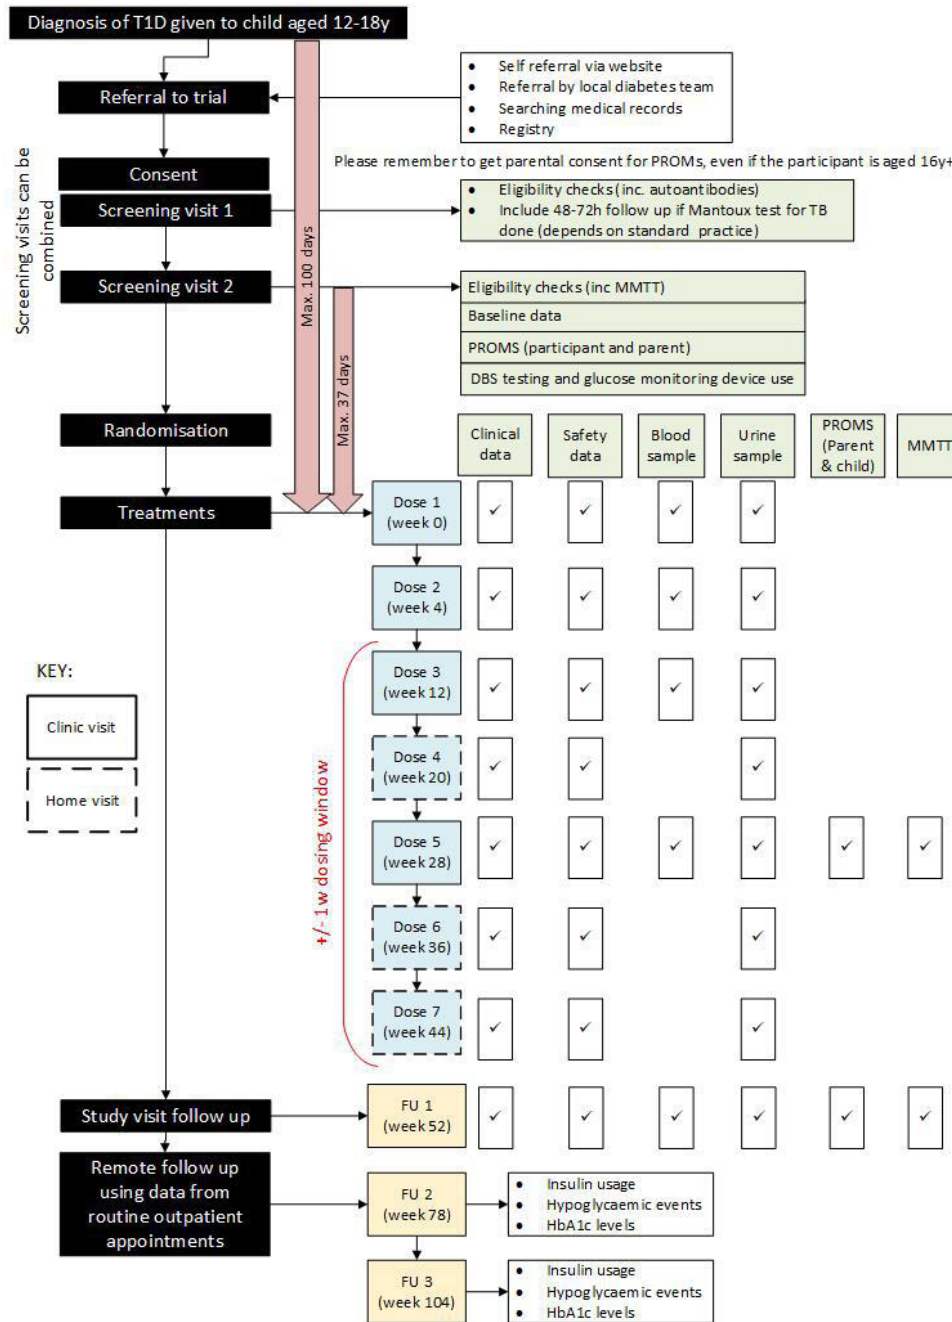 Diagnosis of T1D given to child aged 12-18y
Referral to trial
• Self referral via website
• Referral by local diabetes team
• Searching medical records
• Registry
Please remember to get parental consent for PROMs, even if the participant is aged 16y+
Consent
Screening visits can be
combined
Screening visit 1
• Eligibility checks (inc. autoantibodies)
• Include 48-72h follow up if Mantoux test for TB
done (depends on standard practice)
Max. 100 days
Screening visit 2
Eligibility checks (inc MMTT)
Baseline data
PROMS (participant and parent)
DBS testing and glucose monitoring device use
Max. 37 days
Randomisation
Clinical
data
Safety
data
Blood
sample
Urine
sample
PROMS
(Parent
& child)
MMTT
Treatments
Dose 1
(week 0)
✓ ✓ ✓ ✓
Dose 2
(week 4)
✓ ✓ ✓ ✓
KEY:
Clinic visit
Home visit
+/- 1w dosing window
Dose 3
(week 12)
✓ ✓ ✓ ✓
Dose 4
(week 20)
✓ ✓ ✓
Dose 5
(week 28)
✓ ✓ ✓ ✓ ✓ ✓
Dose 6
(week 36)
✓ ✓ ✓
Dose 7
(week 44)
✓ ✓ ✓
Study visit follow up
FU 1
(week 52)
✓ ✓ ✓ ✓ ✓ ✓
Remote follow up
using data from
routine outpatient
appointments
FU 2
(week 78)
• Insulin usage
• Hypoglycaemic events
• HbA1c levels
FU 3
(week 104)
• Insulin usage
• Hypoglycaemic events
• HbA1c levels